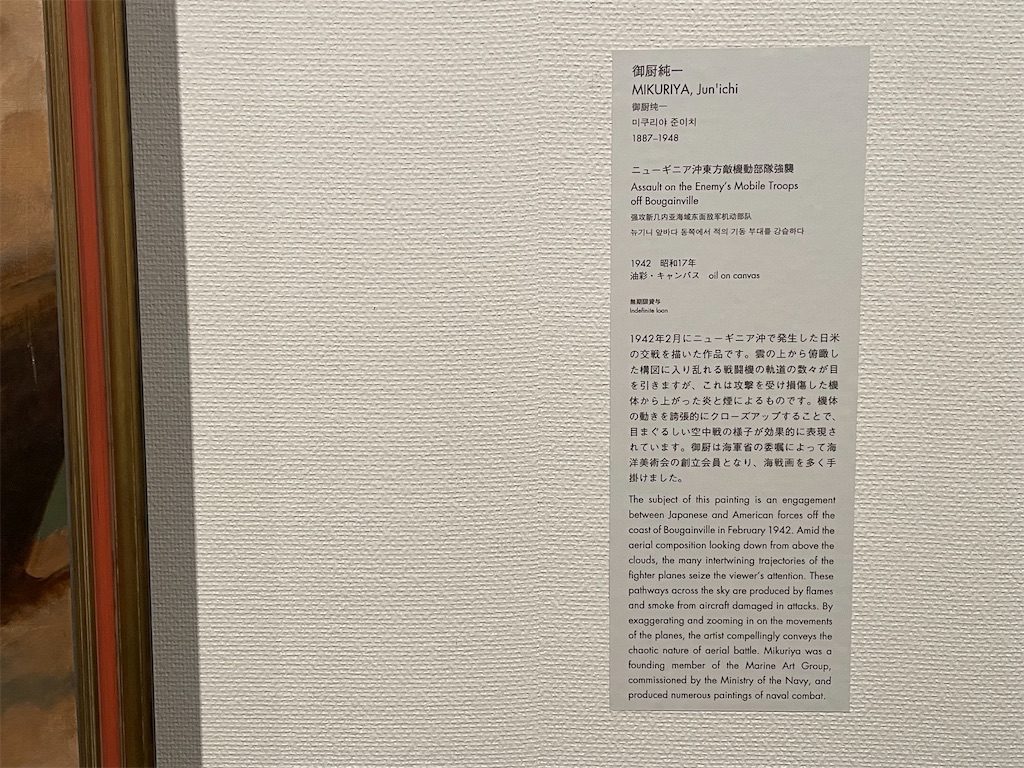 御厨純一
MIKURIYA, Jun'ichi
御厨纯一
미쿠리야 준이치
1887–1948
ニューギニア沖東方敵機動部隊強襲
Assault on the Enemy's Mobile Troops
off Bougainville
强攻新几内亚海域东面敌军机动部队
뉴기니 앞바다 동쪽에서 적의 기동 부대를 강습하다
1942　昭和17年
油彩・キャンバス　oil on canvas
無期限貸与
Indefinite loan
1942年2月にニューギニア沖で発生した日米
の交戦を描いた作品です。雲の上から俯瞰し
た構図に入り乱れる戦闘機の軌道の数々が目
を引きますが、これは攻撃を受け損傷した機
体から上がった炎と煙によるものです。機体
の動きを誇張的にクローズアップすることで、
目まぐるしい空中戦の様子が効果的に表現さ
れています。御厨は海軍省の委嘱によって海
洋美術会の創立会員となり、海戦画を多く手
掛けました。
The subject of this painting is an engagement
between Japanese and American forces off the
coast of Bougainville in February 1942. Amid the
aerial composition looking down from above the
clouds, the many intertwining trajectories of the
fighter planes seize the viewer's attention. These
pathways across the sky are produced by flames
and smoke from aircraft damaged in attacks. By
exaggerating and zooming in on the movements
of the planes, the artist compellingly conveys the
chaotic nature of aerial battle. Mikuriya was a
founding member of the Marine Art Group,
commissioned by the Ministry of the Navy, and
produced numerous paintings of naval combat.